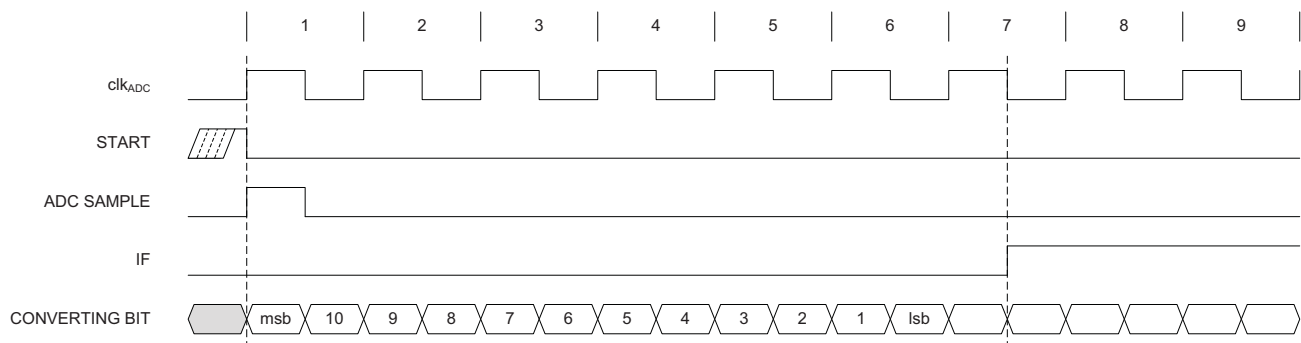 1 2 3 4 5 6 7 8 9
clkADC
START
ADC SAMPLE
IF
CONVERTING BIT msb 10 9 8 7 6 5 4 3 2 1 lsb